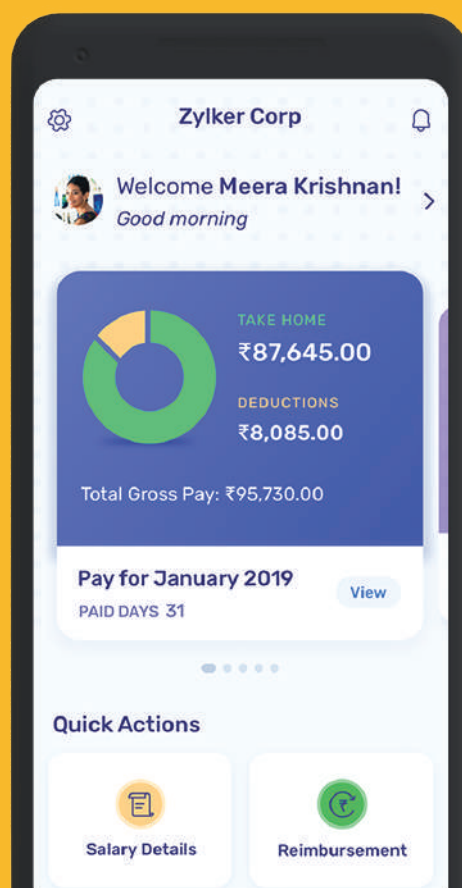 Zylker Corp
Welcome Meera Krishnan!
Good morning
TAKE HOME
₹87,645.00
DEDUCTIONS
₹8,085.00
Total Gross Pay: ₹95,730.00
Pay for January 2019
View
PAID DAYS 31
Quick Actions
₹
Salary Details
Reimbursement